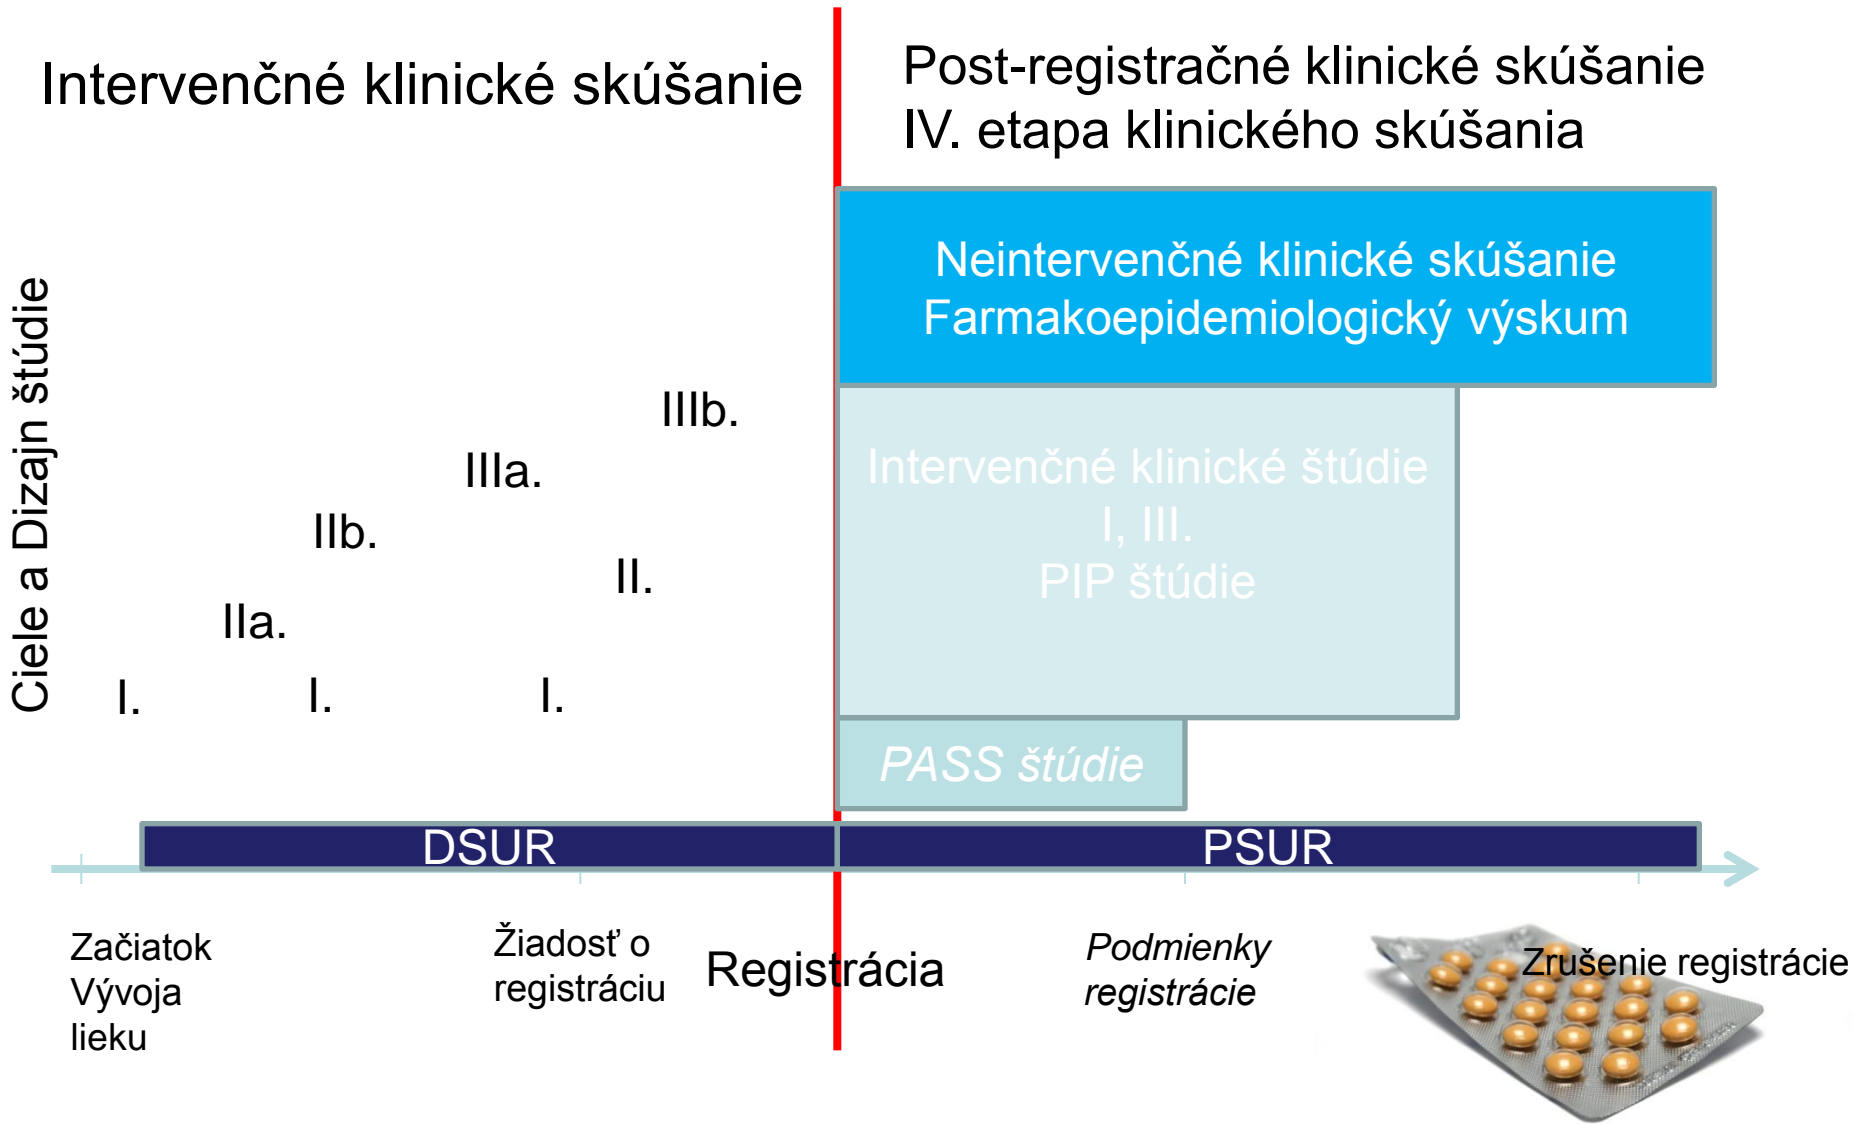 Intervenčné klinické skúšanie
Post-registračné klinické skúšanie
IV. etapa klinického skúšania
Ciele a Dizajn štúdie
Neintervenčné klinické skúšanie
Farmakoepidemiologický výskum
IIIb.
IIIa.
IIb.
II.
IIa.
I.
I.
I.
Intervenčné klinické štúdie
I, III.
PIP štúdie
PASS štúdie
DSUR
PSUR
Začiatok
Vývoja
lieku
Žiadosť o
registráciu
Registrácia
Podmienky
registrácie
Zrušenie registrácie